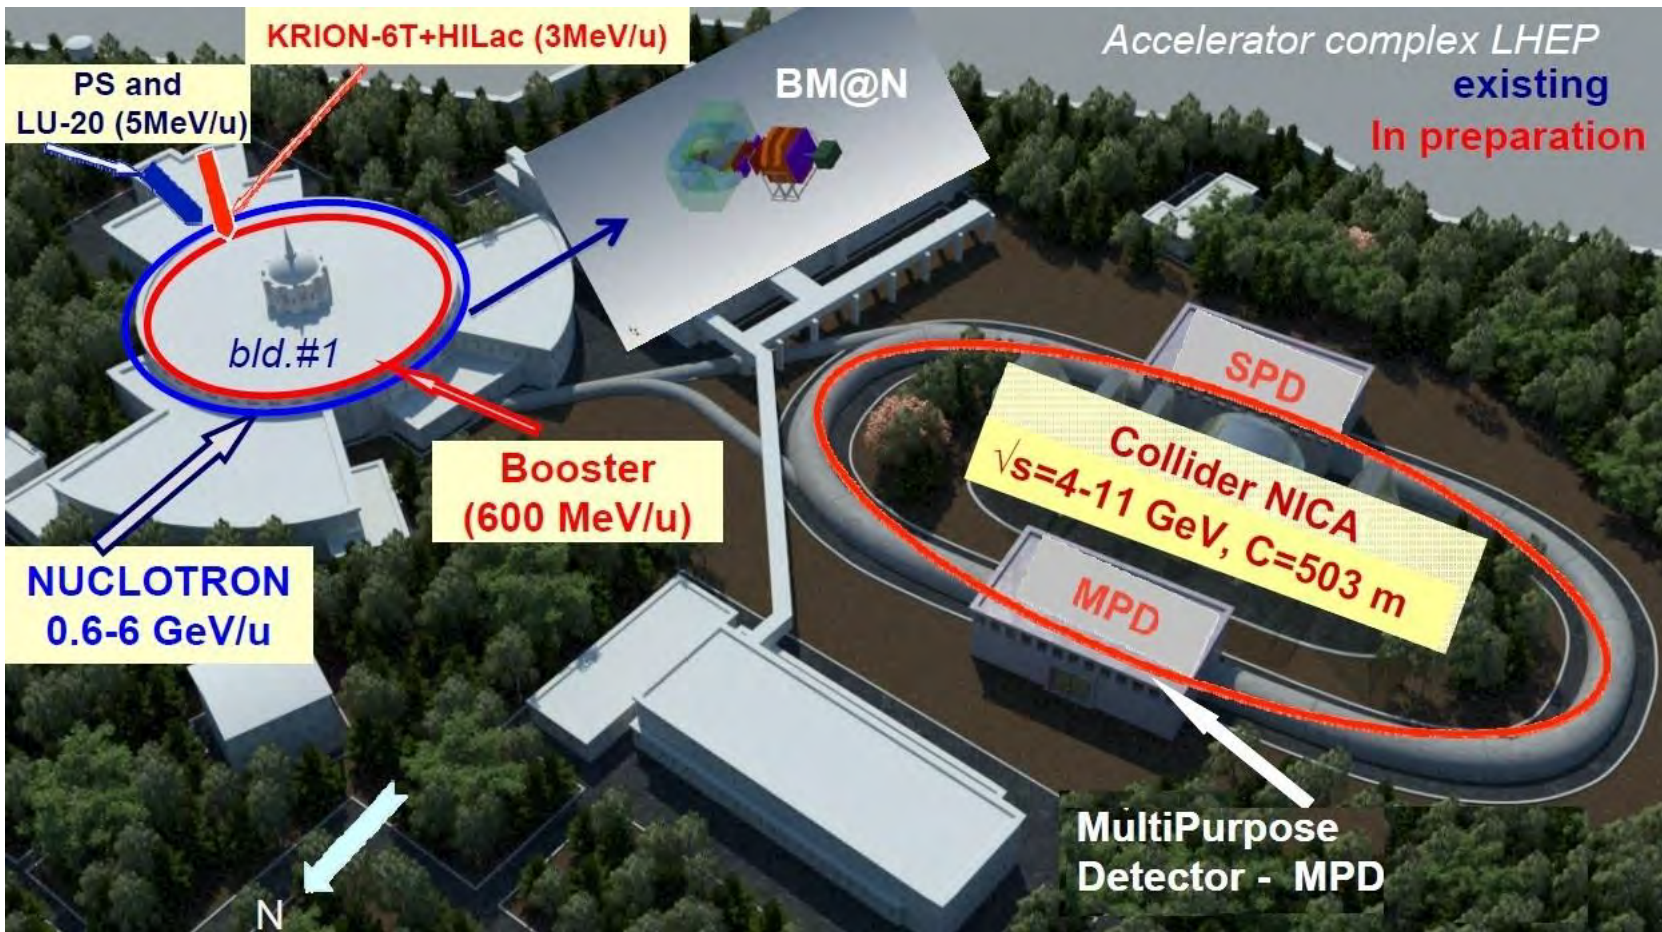 KRION-6T+HILac (3MeV/u)
Accelerator complex LHEP
existing
In preparation
PS and
LU-20 (5MeV/u)
BM@N
bld.#1
SPD
Collider NICA
√s=4-11 GeV, C=503 m
Booster
(600 MeV/u)
NUCLOTRON
0.6-6 GeV/u
MPD
MultiPurpose
Detector - MPD
N